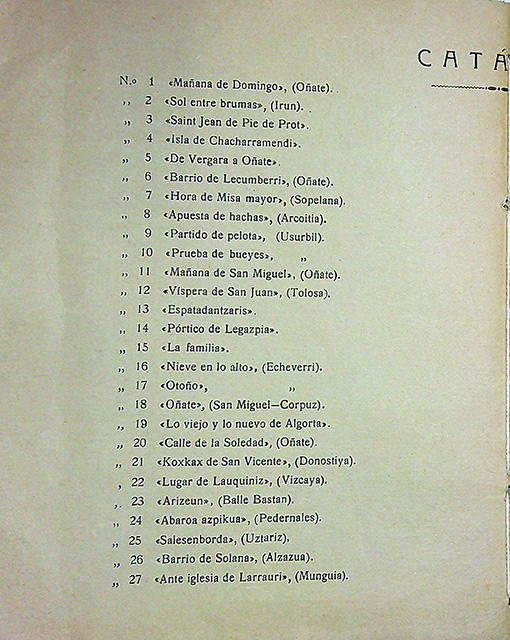 CATÁ
N.o 1 «Mañana de Domingo», (Oñate).
,, 2 «Sol entre brumas», (Irun).
,, 3 «Saint Jean de Pie de Prot».
,, 4 «Isla de Chacharramendi».
,, 5 «De Vergara a Oñate».
,, 6 «Barrio de Lecumberri», (Oñate).
,, 7 «Hora de Misa mayor», (Sopelana).
,, 8 «Apuesta de hachas», (Arcoitia).
,, 9 «Partido de pelota», (Usurbil).
,, 10 «Prueba de bueyes», ,,
,, 11 «Mañana de San Miguel», (Oñate).
,, 12 «Víspera de San Juan», (Tolosa).
,, 13 «Espatadantzaris».
,, 14 «Pórtico de Legazpia».
,, 15 «La familia».
,, 16 «Nieve en lo alto», (Echeverri).
,, 17 «Otoño», ,,
,, 18 «Oñate», (San Miguel—Corpuz).
,, 19 «Lo viejo y lo nuevo de Algorta».
,, 20 «Calle de la Soledad», (Oñate).
,, 21 «Koxkax de San Vicente», (Donostiya).
, 22 «Lugar de Lauquiniz», (Vizcaya).
,, 23 «Arizeun», (Balle Bastan).
,, 24 «Abaroa azpikua», (Pedernales).
,, 25 «Salesenborda», (Uztariz).
,, 26 «Barrio de Solana», (Alzazua).
,, 27 «Ante iglesia de Larrauri», (Munguia).